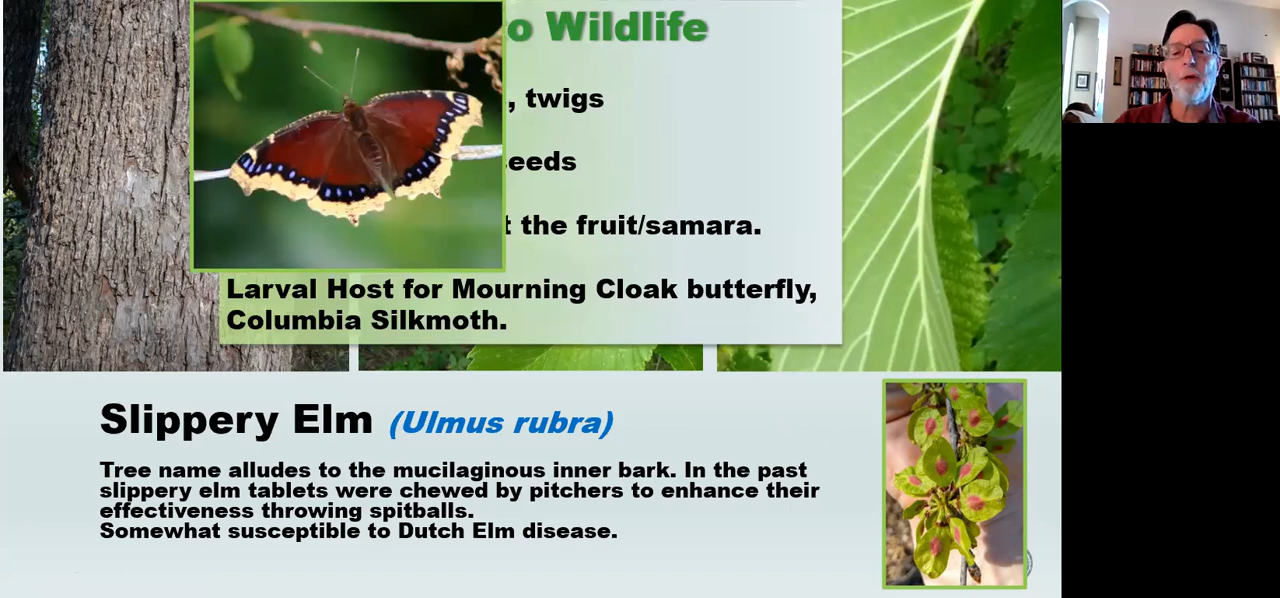 o Wildlife
, twigs
eeds
t the fruit/samara.
Larval Host for Mourning Cloak butterfly,
Columbia Silkmoth.
Slippery Elm (Ulmus rubra)
Tree name alludes to the mucilaginous inner bark. In the past
slippery elm tablets were chewed by pitchers to enhance their
effectiveness throwing spitballs.
Somewhat susceptible to Dutch Elm disease.